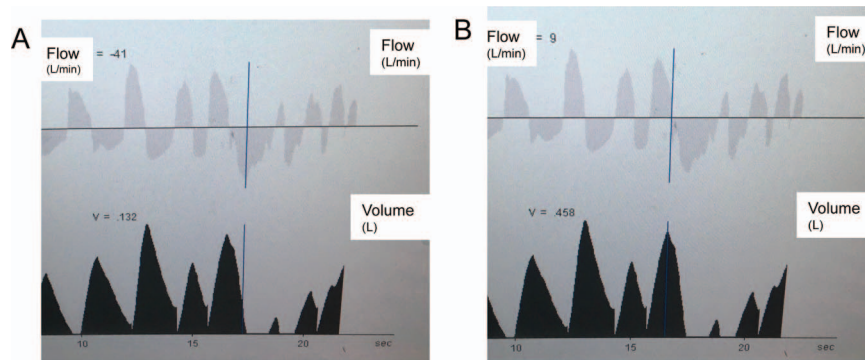 A
Flow = -41
(L/min)
Flow
(L/min)
V = .132
Volume
(L)
10
15
20
sec
B
Flow = 9
(L/min)
Flow
(L/min)
V = .458
Volume
(L)
10
15
20
sec